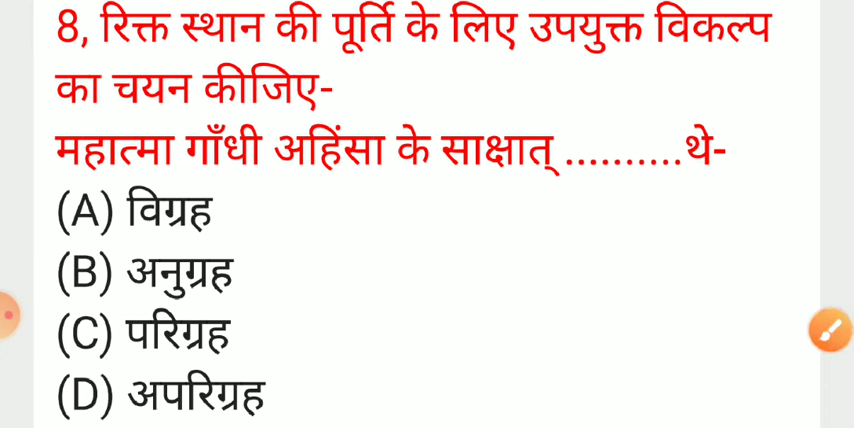 8, रिक्त स्थान की पूर्ति के लिए उपयुक्त विकल्प
का चयन कीजिए-
महात्मा गाँधी अहिंसा के साक्षात् ..........थे-
(A) विग्रह
(B) अनुग्रह
(C) परिग्रह
(D) अपरिग्रह